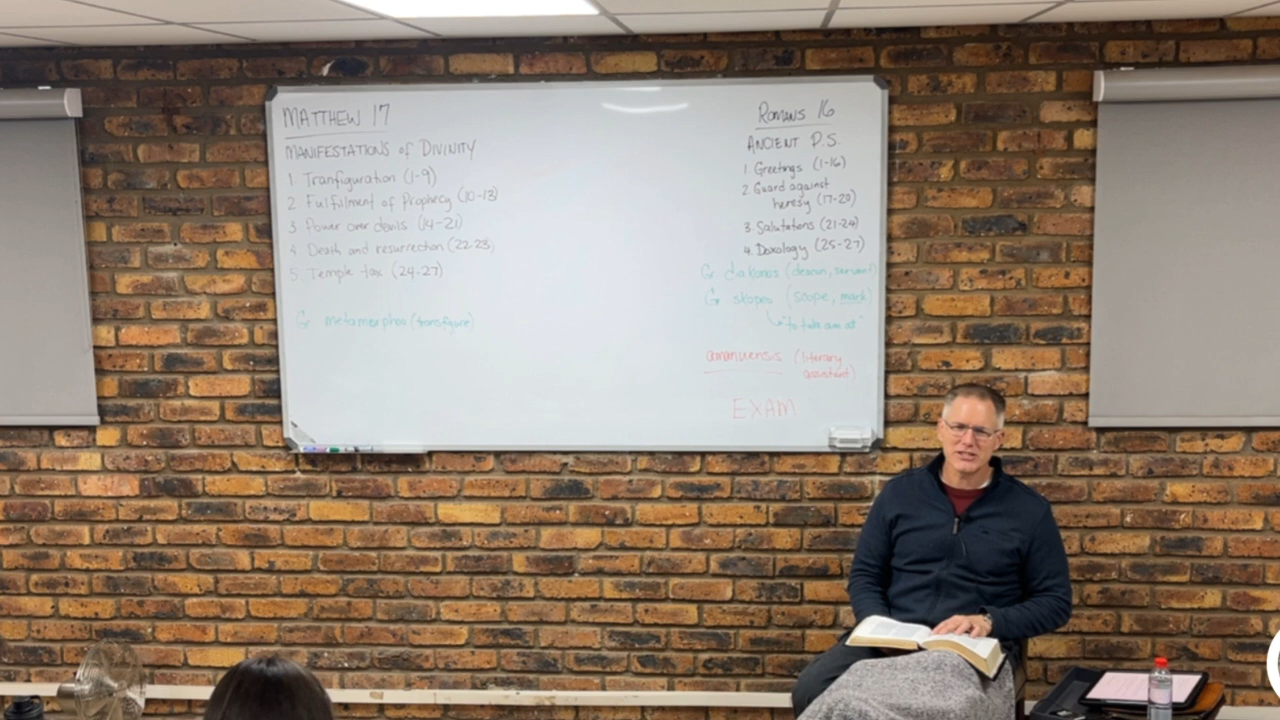 MATTHEW 17
MANIFESTATIONS of DIVINITY
1. Tranfiguration (1-9)
2. Fulfillment of Prophecy (10-13)
3. Power over devils (14-21)
4. Death and resurrection (22-23)
5. Temple tax (24-27)
Gr metamorphoo (transfigure)
Romans 16
ANCIENT P.S.
1. Greetings (1-16)
2. Guard against
heresy (17-20)
3. Salutations (21-24)
4. Doxology (25-27)
Gr diakonos (deacon, servant)
Gr skopeo (scope, mark)
"to take aim at"
amanuensis (literary
assistant)
EXAM